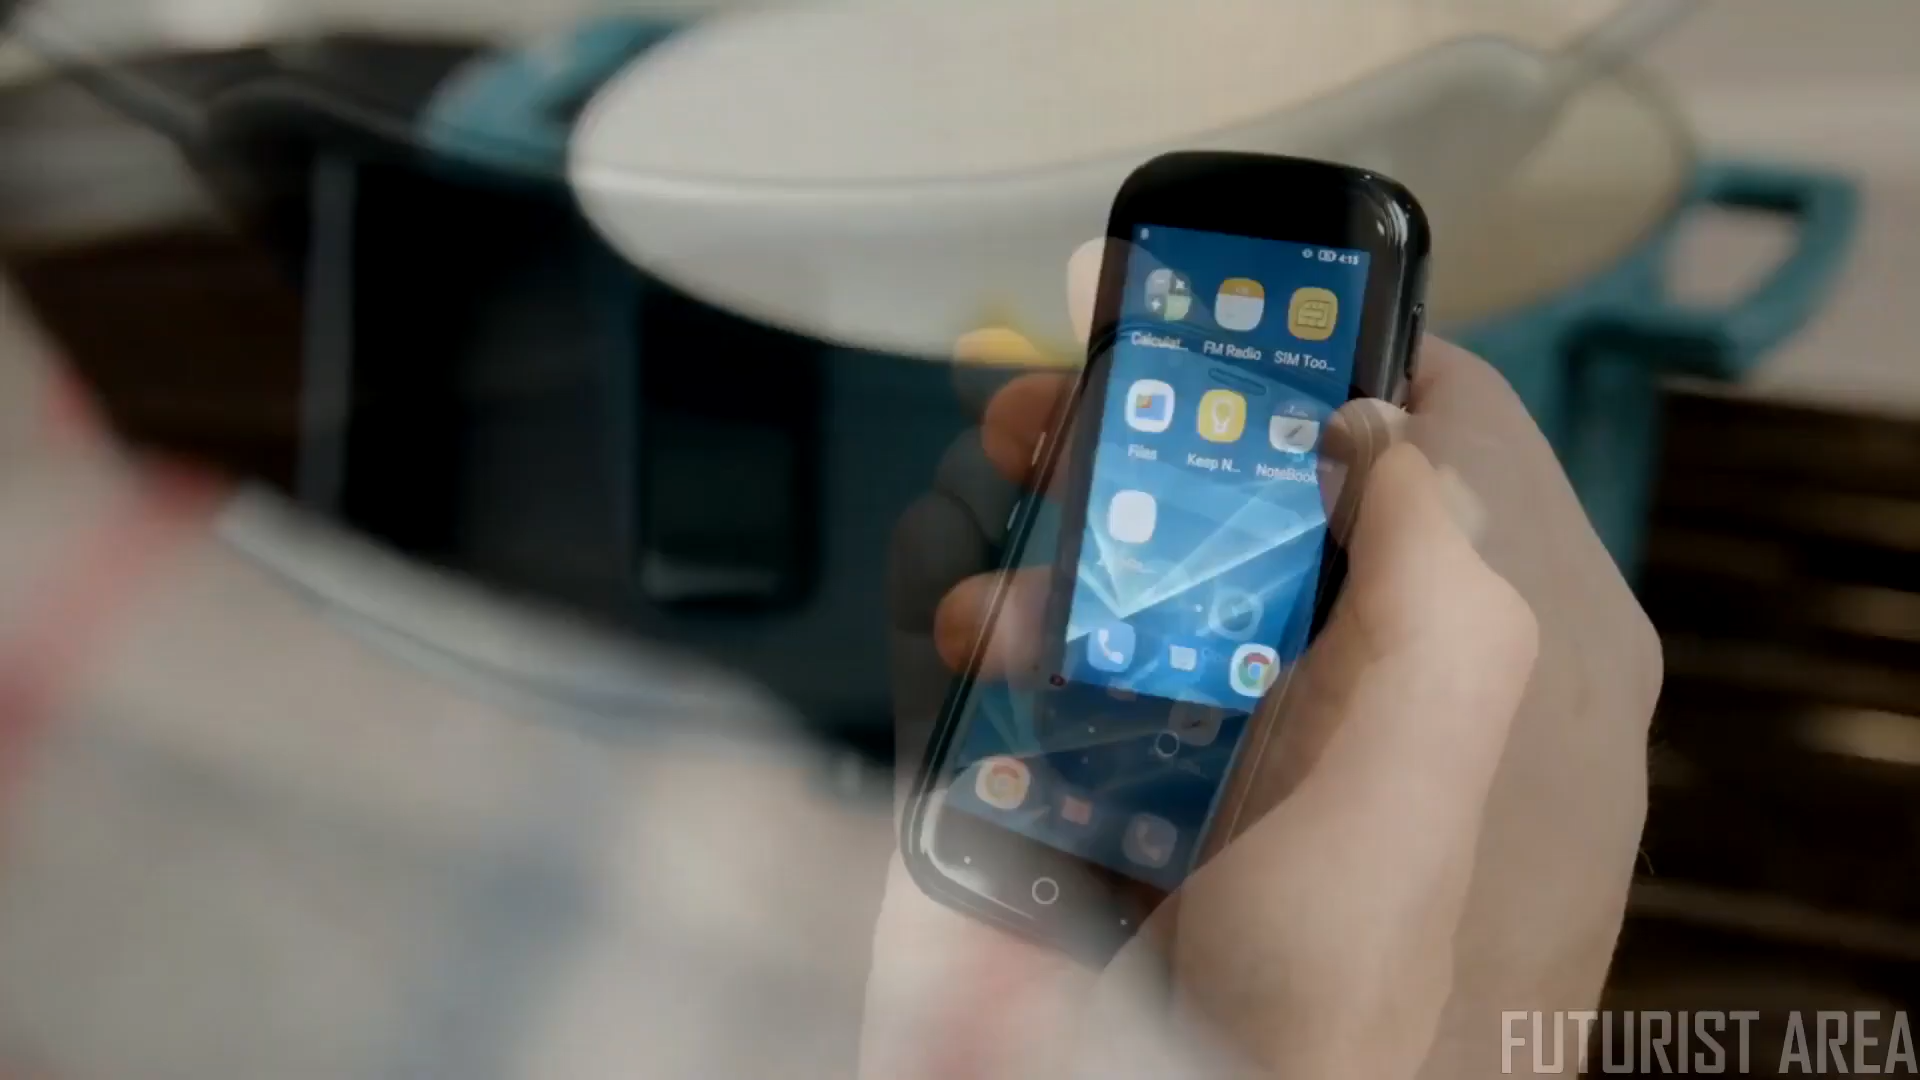 4:15
Calculat...
FM Radio
SIM Too...
Files
Keep N...
NoteBook
FUTURIST AREA